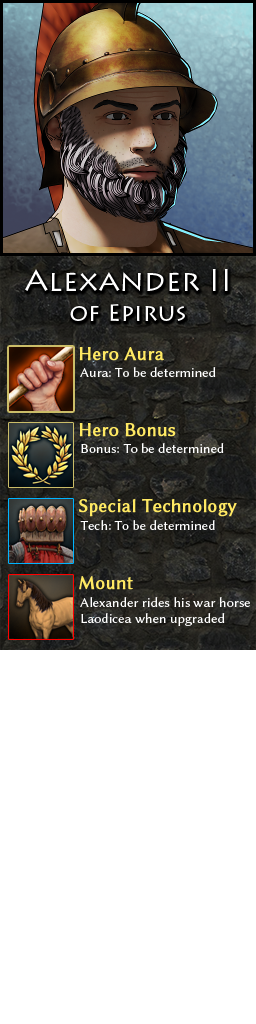 Alexander II
of Epirus
Hero Aura
Aura: To be determined
Hero Bonus
Bonus: To be determined
Special Technology
Tech: To be determined
Mount
Alexander rides his war horse
Laodicea when upgraded